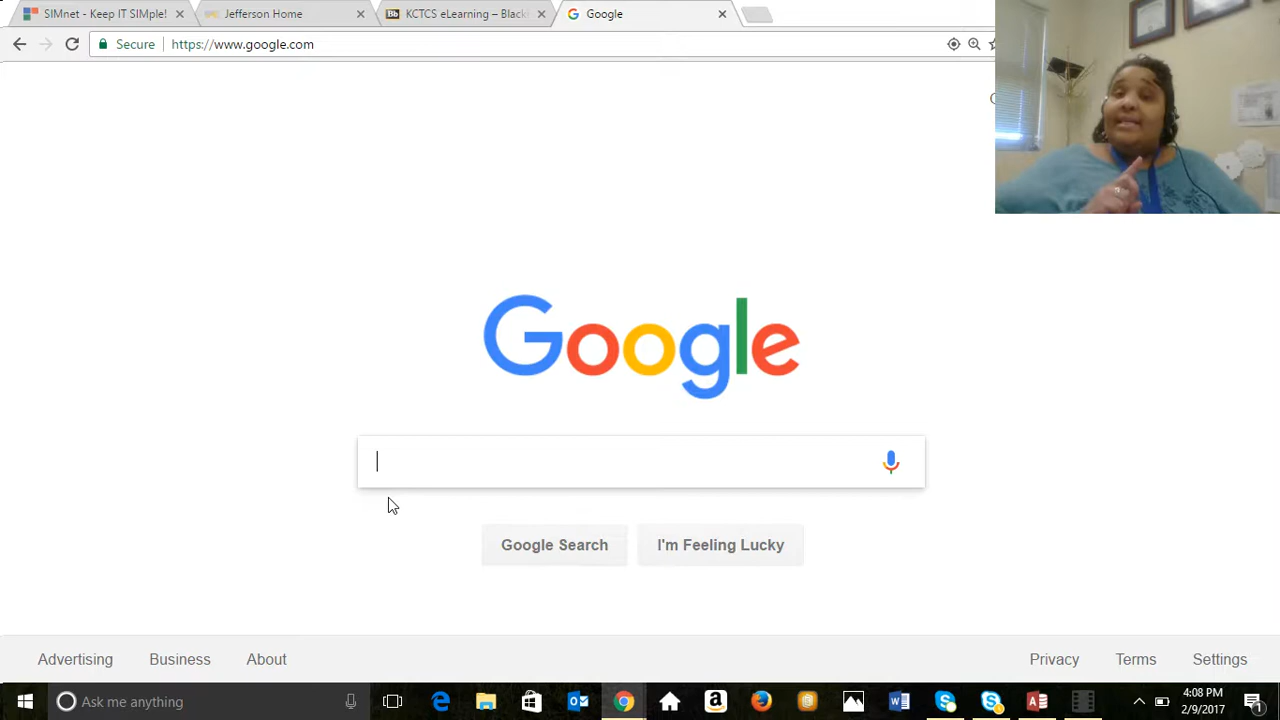 SIMnet - Keep IT SIMple!
Jefferson Home
Bb KCTCS eLearning – Black
Google
Secure
https://www.google.com
Google
Google Search
I'm Feeling Lucky
Advertising
Business
About
Privacy
Terms
Settings
Ask me anything
4:08 PM
2/9/2017